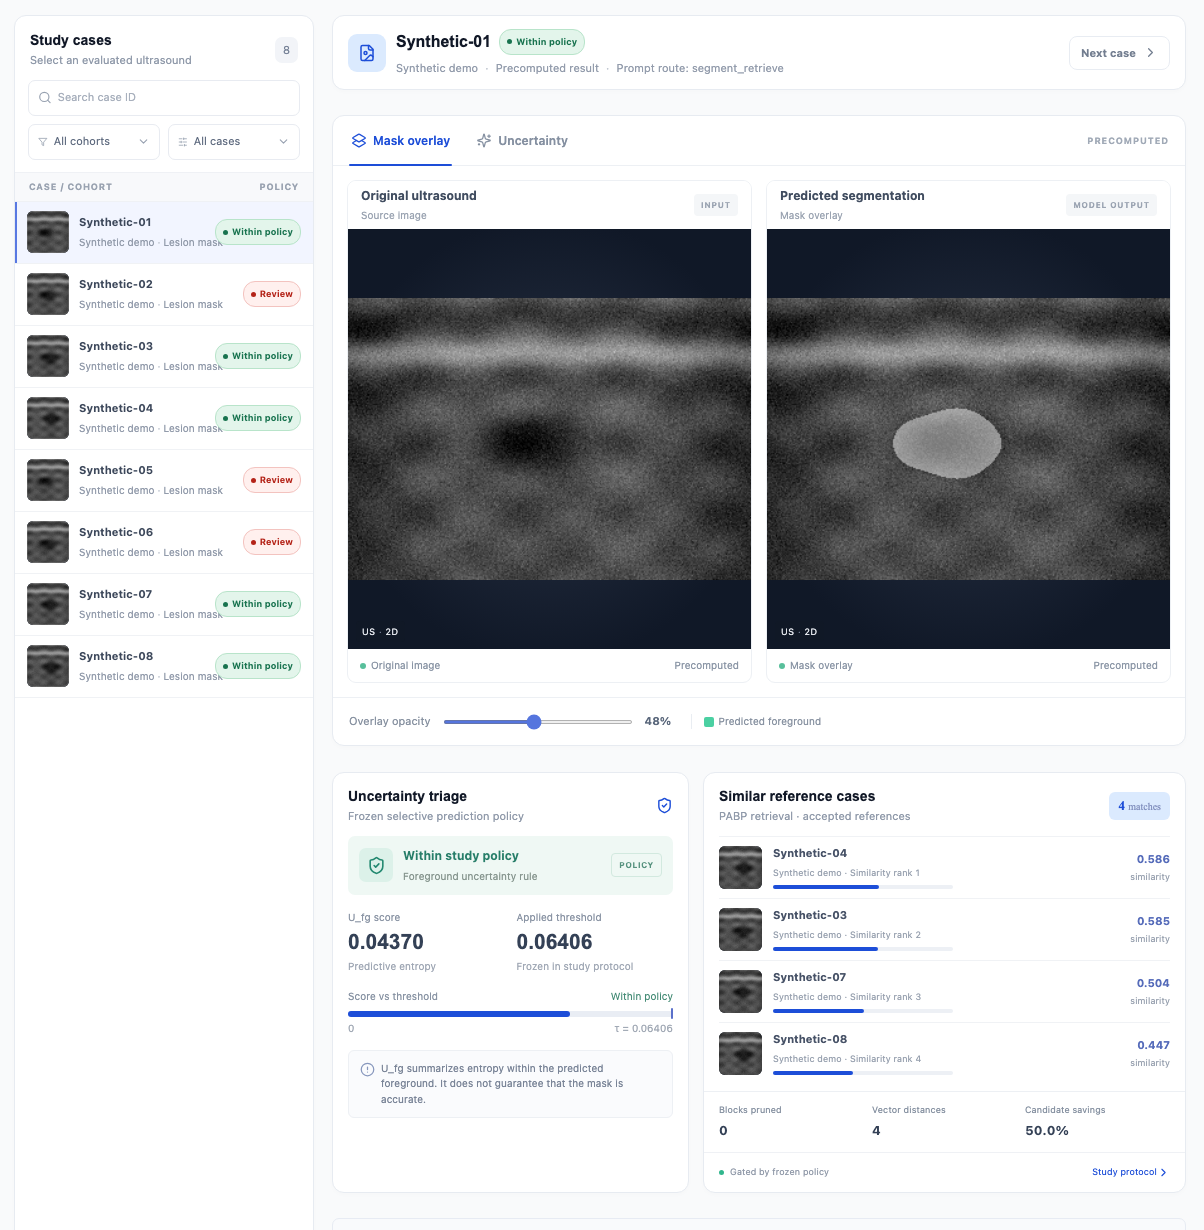 Study cases
Select an evaluated ultrasound
8
Search case ID
All cohorts
All cases
CASE / COHORT
POLICY
Synthetic-01
Synthetic demo · Lesion mask
Within policy
Synthetic-02
Synthetic demo · Lesion mask
Review
Synthetic-03
Synthetic demo · Lesion mask
Within policy
Synthetic-04
Synthetic demo · Lesion mask
Within policy
Synthetic-05
Synthetic demo · Lesion mask
Review
Synthetic-06
Synthetic demo · Lesion mask
Review
Synthetic-07
Synthetic demo · Lesion mask
Within policy
Synthetic-08
Synthetic demo · Lesion mask
Within policy
Synthetic-01
Within policy
Synthetic demo · Precomputed result · Prompt route: segment_retrieve
Next case
Mask overlay
Uncertainty
PRECOMPUTED
Original ultrasound
Source image
INPUT
US · 2D
Original image
Precomputed
Predicted segmentation
Mask overlay
MODEL OUTPUT
US · 2D
Mask overlay
Precomputed
Overlay opacity
48%
Predicted foreground
Uncertainty triage
Frozen selective prediction policy
Within study policy
Foreground uncertainty rule
POLICY
U_fg score
0.04370
Predictive entropy
Applied threshold
0.06406
Frozen in study protocol
Score vs threshold
Within policy
0
τ = 0.06406
U_fg summarizes entropy within the predicted
foreground. It does not guarantee that the mask is
accurate.
Similar reference cases
PABP retrieval · accepted references
4 matches
Synthetic-04
Synthetic demo · Similarity rank 1
0.586
similarity
Synthetic-03
Synthetic demo · Similarity rank 2
0.585
similarity
Synthetic-07
Synthetic demo · Similarity rank 3
0.504
similarity
Synthetic-08
Synthetic demo · Similarity rank 4
0.447
similarity
Blocks pruned
0
Vector distances
4
Candidate savings
50.0%
Gated by frozen policy
Study protocol